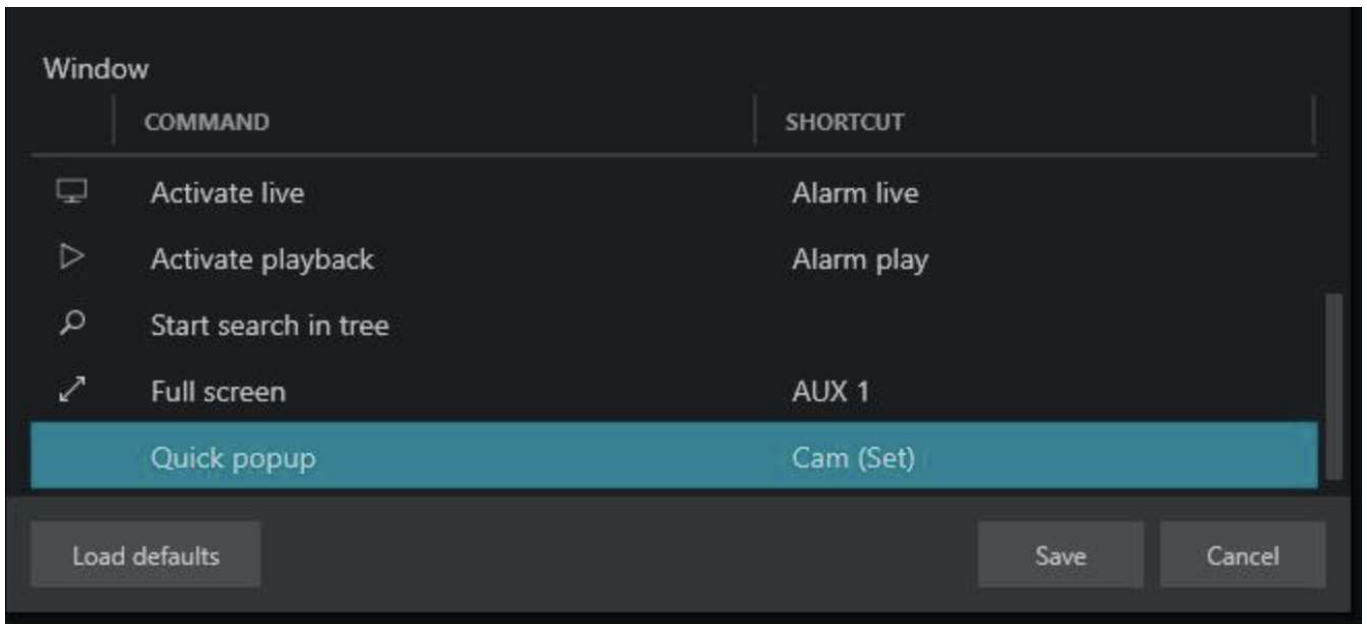 Window
COMMAND SHORTCUT
Activate live Alarm live
Activate playback Alarm play
Start search in tree
Full screen AUX 1
Quick popup Cam (Set)
Load defaults Save Cancel